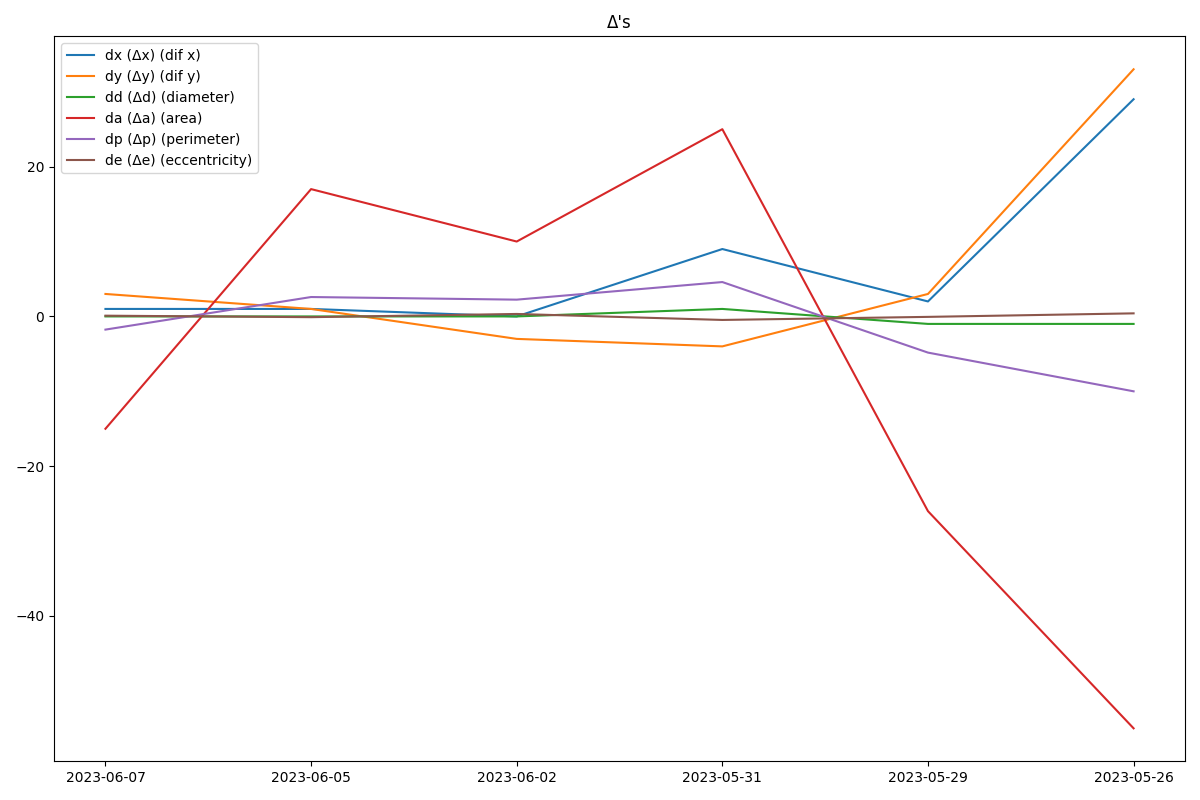 Δ's
dx (Δx) (dif x)
dy (Δy) (dif y)
dd (Δd) (diameter)
da (Δa) (area)
dp (Δp) (perimeter)
de (Δe) (eccentricity)
20
0
−20
−40
2023-06-07 2023-06-05 2023-06-02 2023-05-31 2023-05-29 2023-05-26